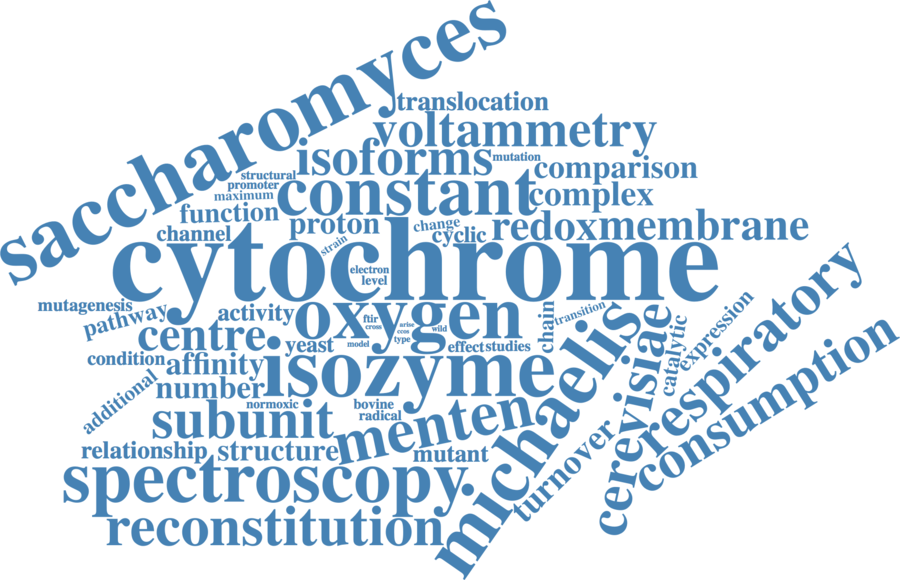 saccharomyces
translocation
voltammetry
isoforms
mutation
comparison
structural
promoter
maximum
constant
complex
function
proton
change
redox
membrane
channel
strain
cyclic
cytochrome
electron
level
mutagenesis
pathway
activity
oxygen
ftir
cross
arise
ccos
type
wild
model
chain
transition
centre
yeast
effect
studies
condition
affinity
isozyme
michaelis
cerevisiae
catalytic
expression
respiratory
consumption
additional
number
normoxic
bovine
radical
subunit
menten
turnover
relationship
structure
mutant
spectroscopy
reconstitution